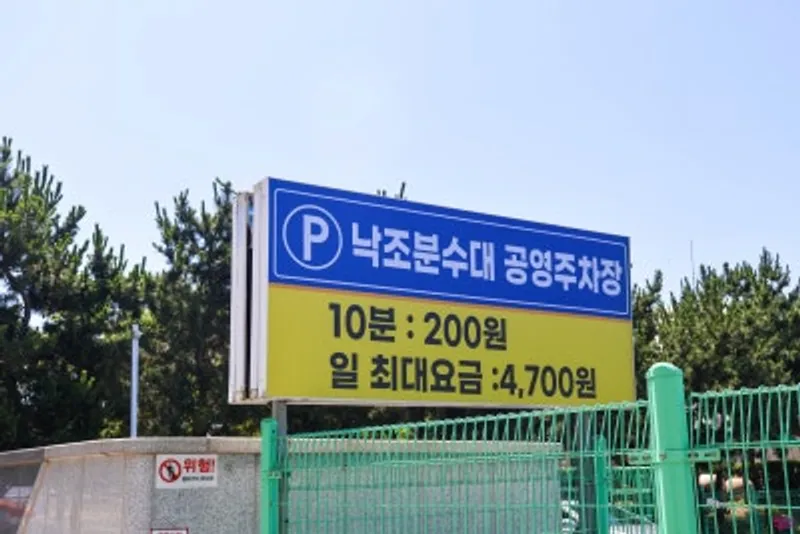 P 낙조분수대 공영주차장
10분 : 200원
일 최대요금 :4,700원
위험!